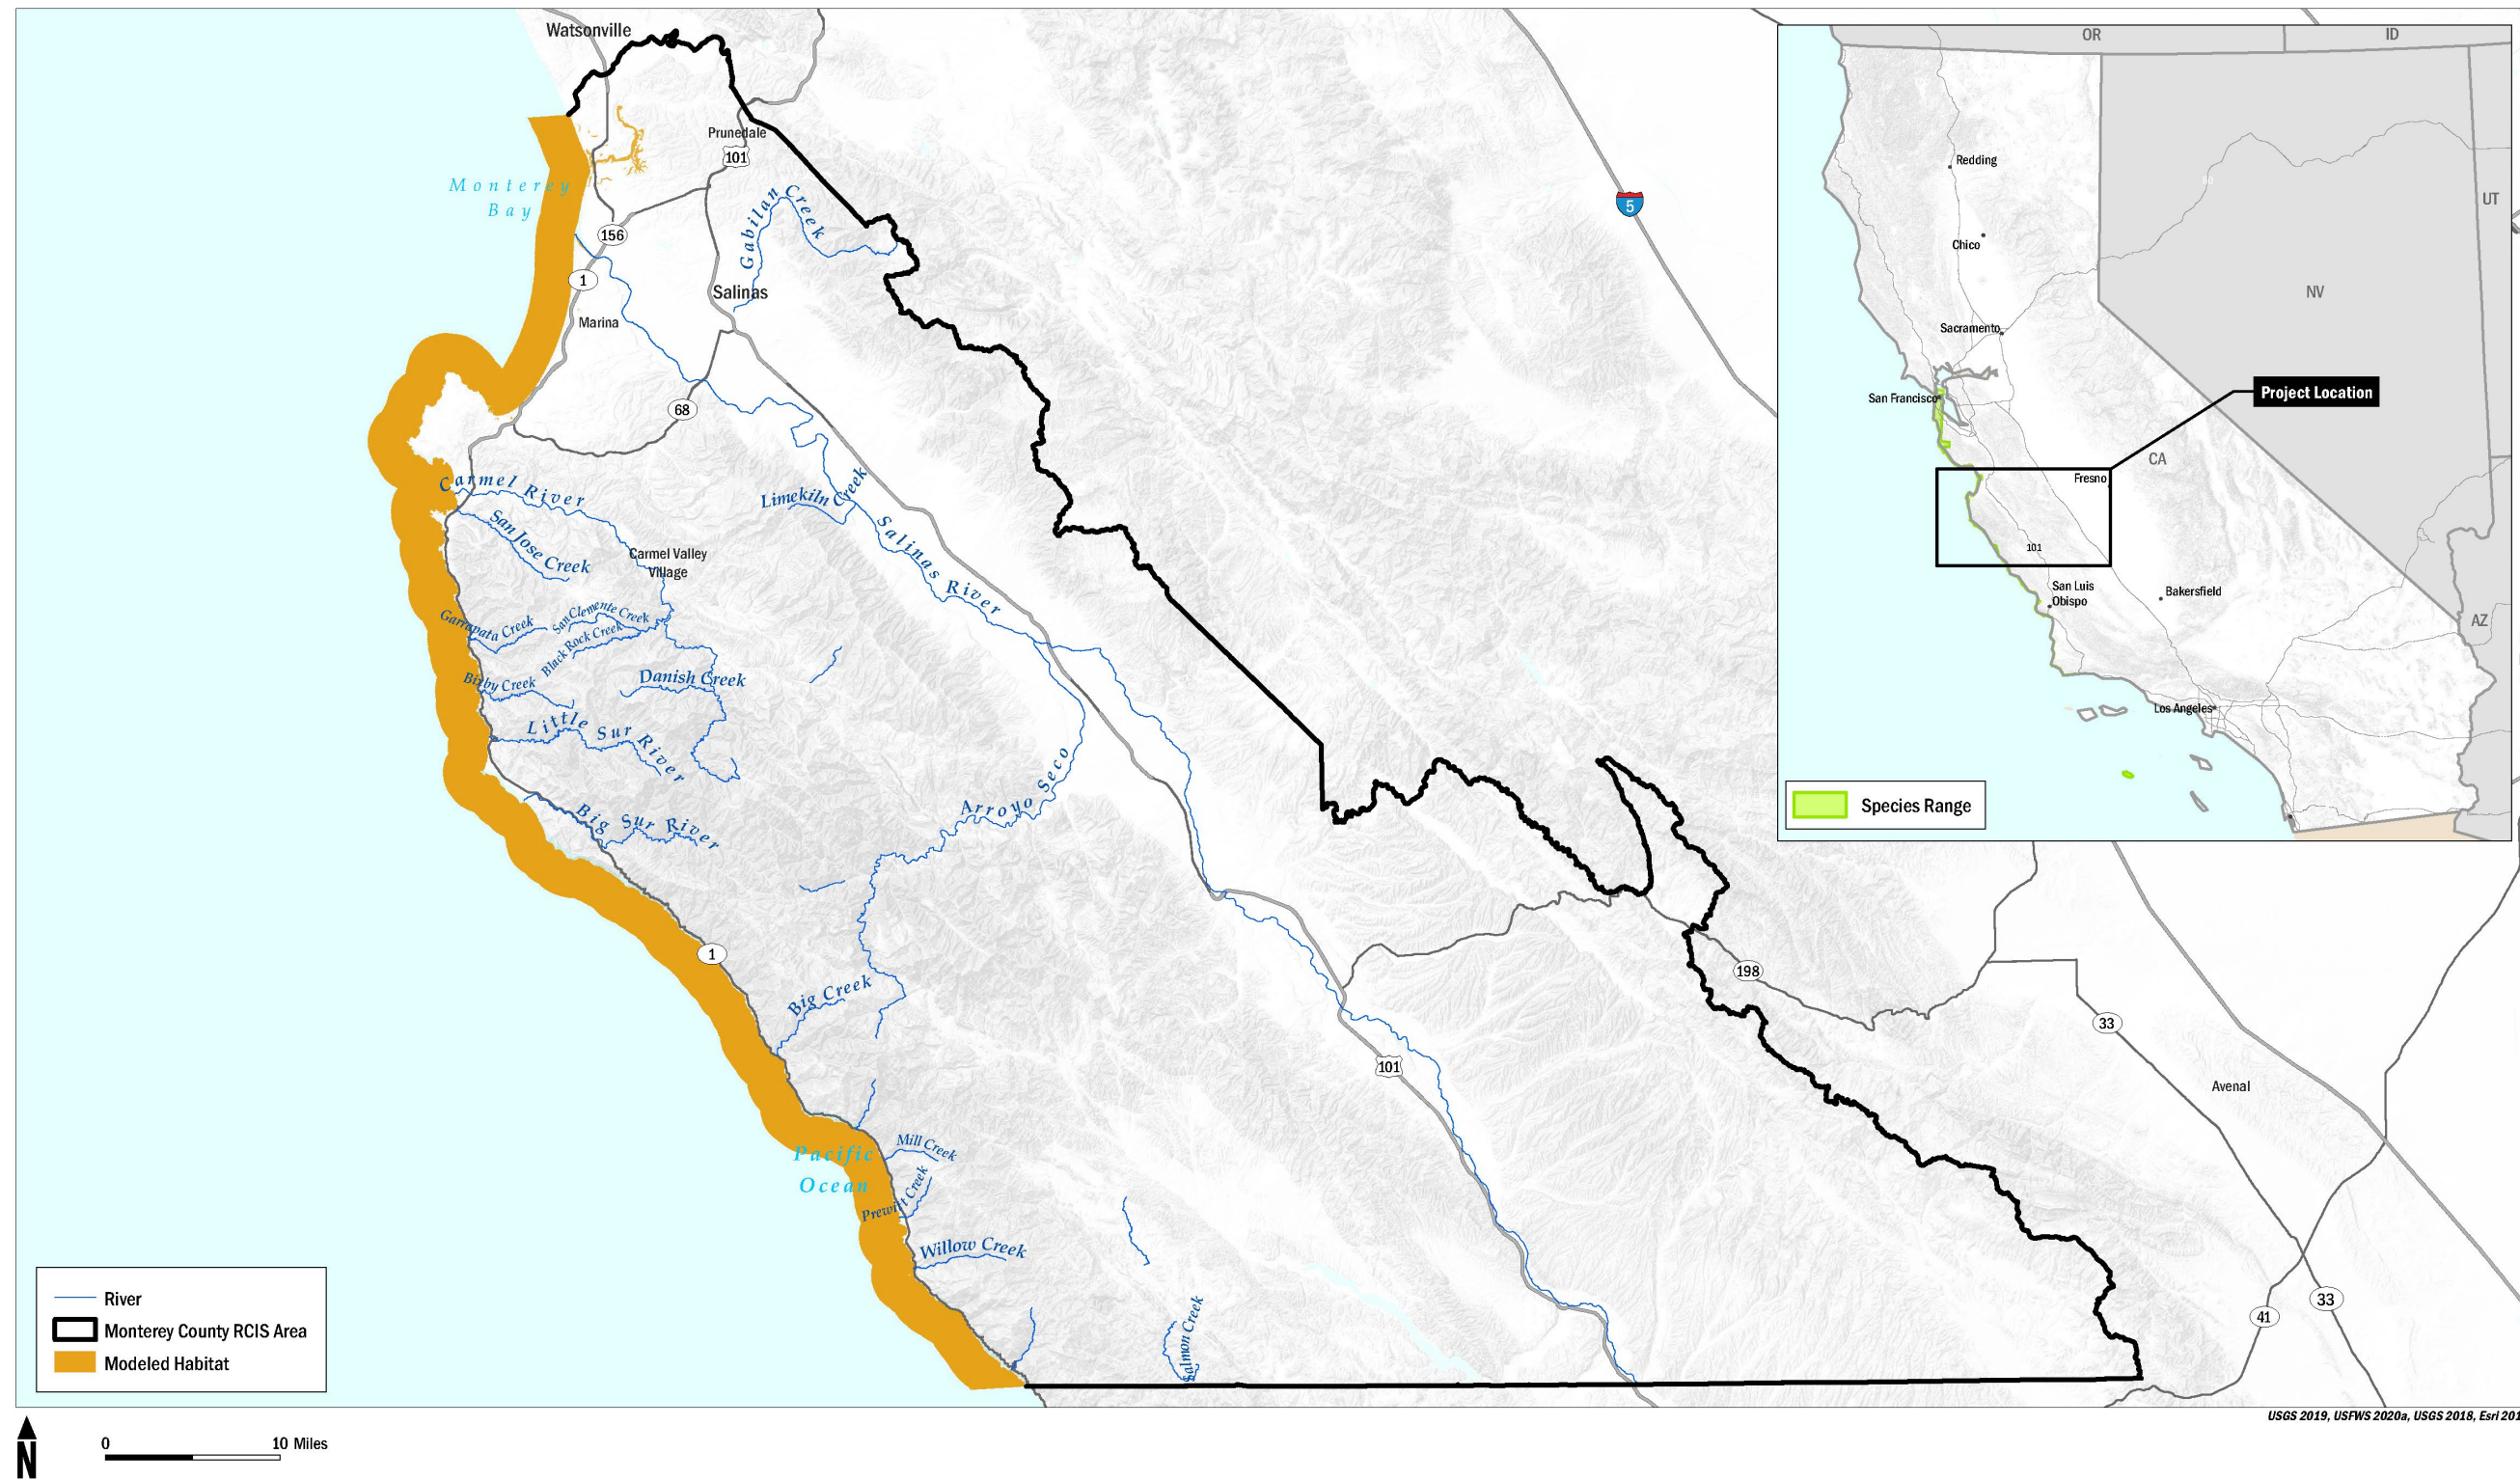 Watsonville
Prunedale
101
Monterey
Bay
156
Gabilan Creek
1
Salinas
Marina
5
68
Carmel River
Limekiln Creek
San Jose Creek
Salinas River
Carmel Valley
Village
Garrapata Creek
San Clemente Creek
Black Rock Creek
Bixby Creek
Danish Creek
Little Sur River
Big Sur River
Arroyo Seco
1
Big Creek
198
33
101
Avenal
Pacific
Ocean
Mill Creek
Prewitt Creek
Willow Creek
Salmon Creek
41
33
OR
ID
Redding
UT
Chico
NV
80
Sacramento
San Francisco
Project Location
CA
Fresno
101
San Luis
Obispo
Bakersfield
AZ
Los Angeles
Species Range
River
Monterey County RCIS Area
Modeled Habitat
N
0 10 Miles
USGS 2019, USFWS 2020a, USGS 2018, Esri 201